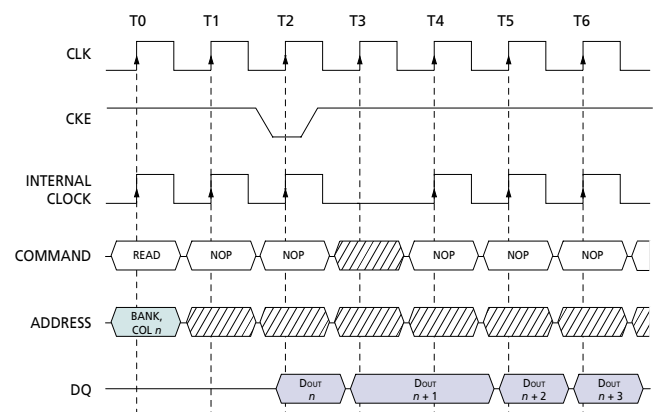 T0 T1 T2 T3 T4 T5 T6
CLK
CKE
INTERNAL
CLOCK
COMMAND READ NOP NOP NOP NOP NOP
ADDRESS BANK,
COL n
DQ DOUT DOUT DOUT DOUT
n n + 1 n + 2 n + 3